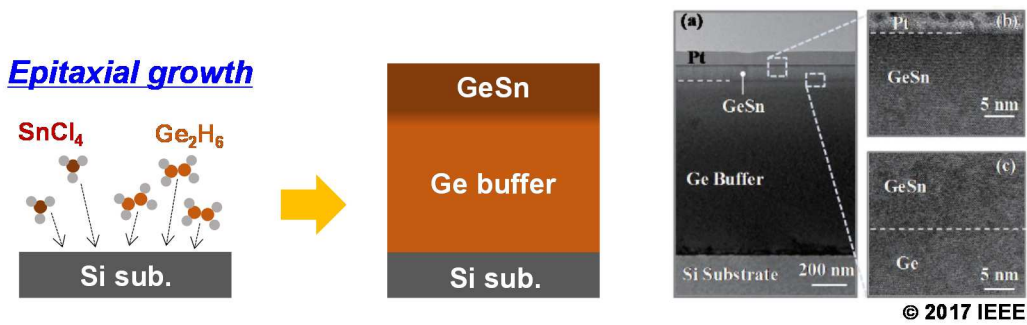 Epitaxial growth
SnCl4
Ge2H6
Si sub.
GeSn
Ge buffer
Si sub.
(a)
Pt
GeSn
Ge Buffer
Si Substrate
200 nm
(b)
Pt
GeSn
5 nm
(c)
GeSn
Ge
5 nm
© 2017 IEEE